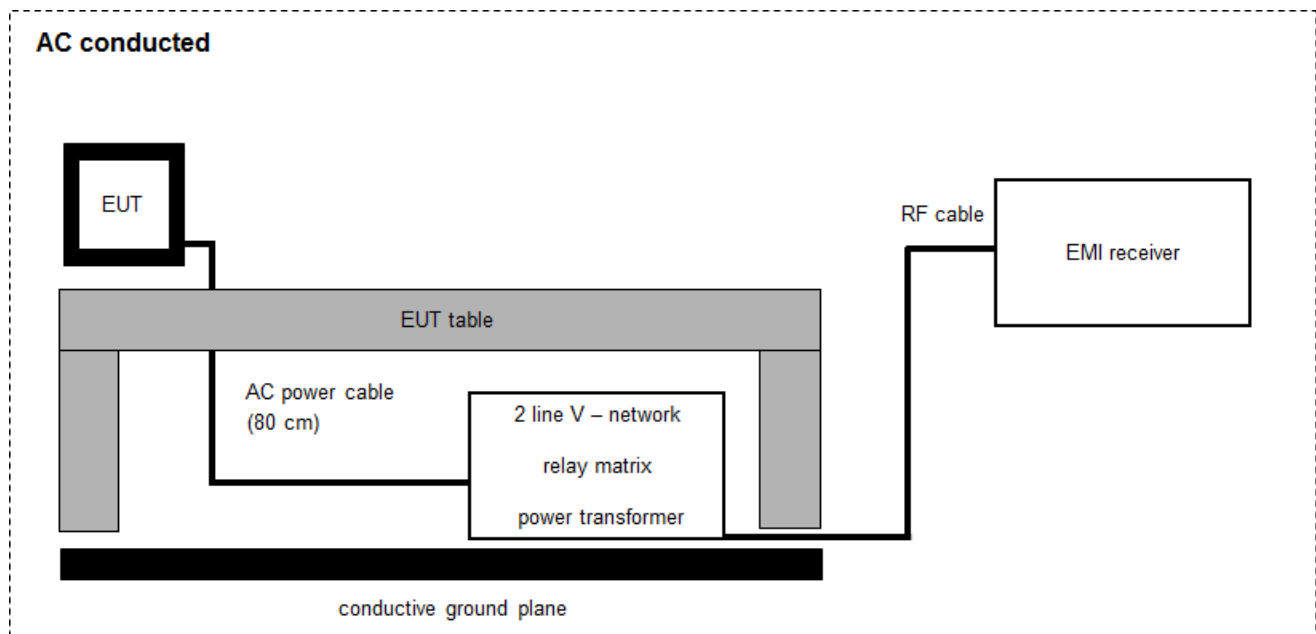 AC conducted
EUT
RF cable
EMI receiver
EUT table
AC power cable
(80 cm)
2 line V – network
relay matrix
power transformer
conductive ground plane